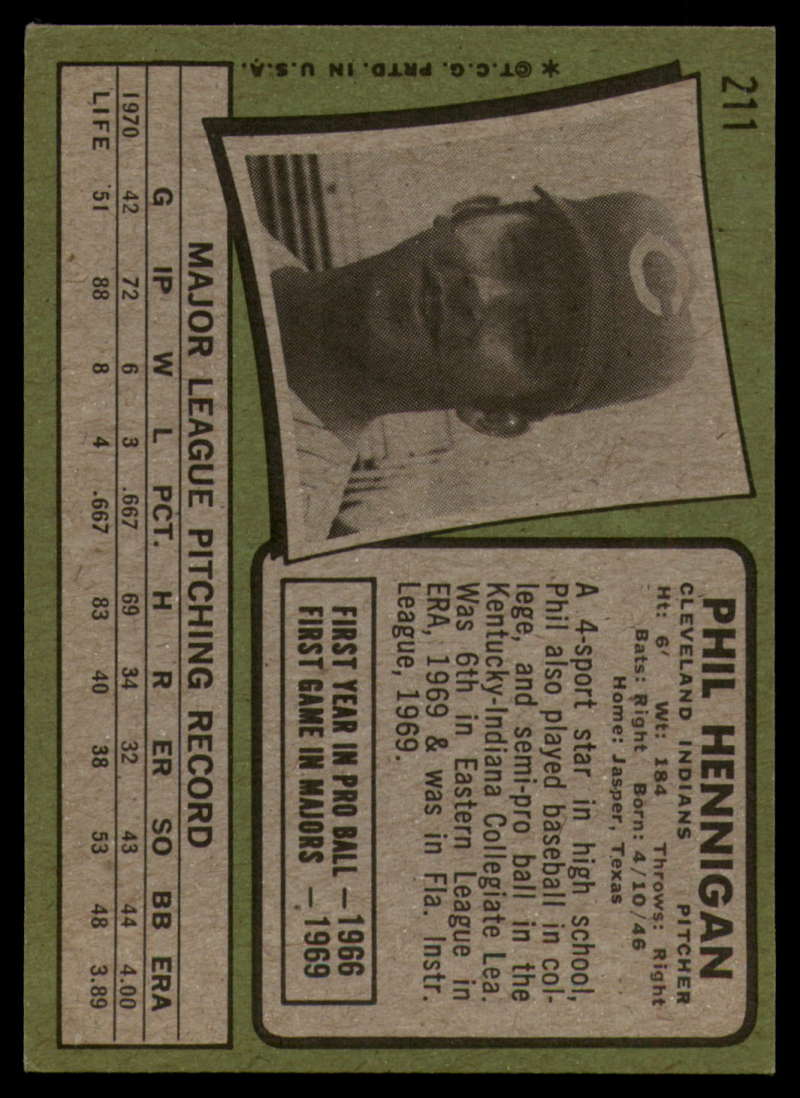 211
* ©T.C.G. PRTD. IN U.S.A.
C
PHIL HENNIGAN
CLEVELAND INDIANS PITCHER
Ht: 6' Wt: 184 Throws: Right
Bats: Right Born: 4/10/46
Home: Jasper, Texas
A 4-sport star in high school,
Phil also played baseball in col-
lege, and semi-pro ball in the
Kentucky-Indiana Collegiate Lea.
Was 6th in Eastern League in
ERA, 1969 & was in Fla. Instr.
League, 1969.
FIRST YEAR IN PRO BALL — 1966
FIRST GAME IN MAJORS — 1969
MAJOR LEAGUE PITCHING RECORD
G IP W L PCT. H R ER SO BB ERA
1970 42 72 6 3 .667 69 34 32 43 44 4.00
LIFE 51 88 8 4 .667 83 40 38 53 48 3.89